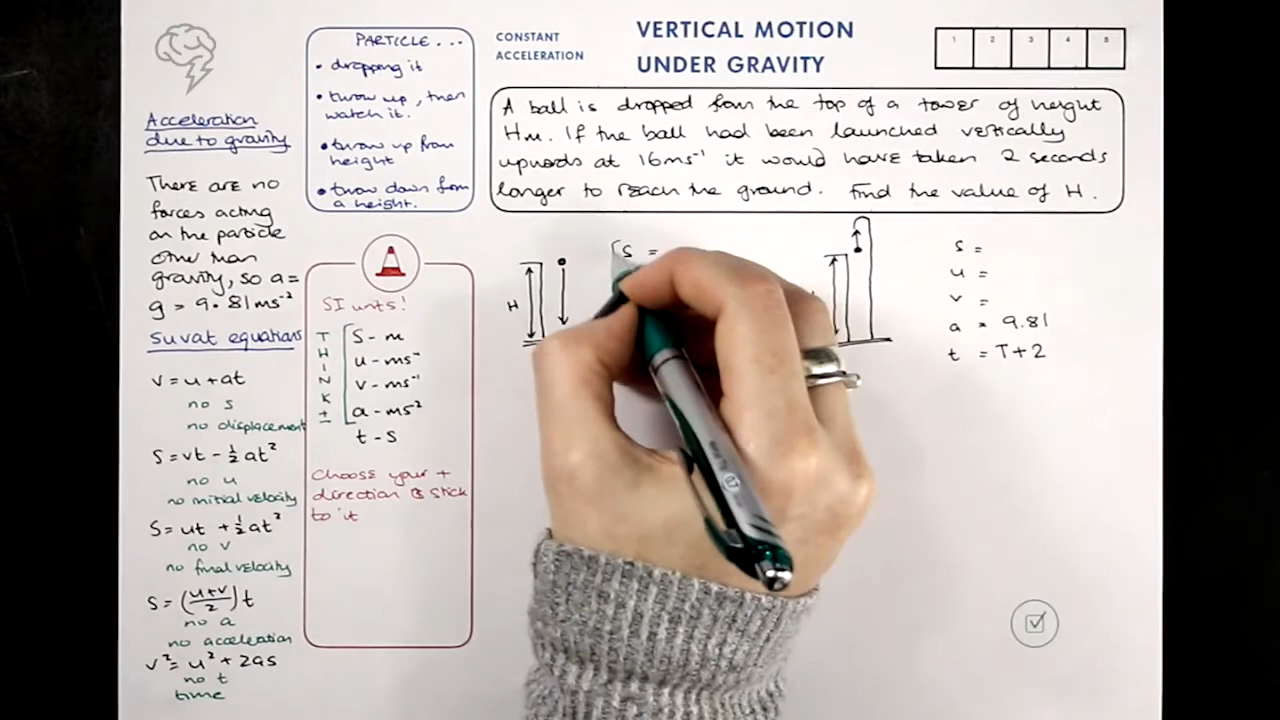 Acceleration
due to gravity
There are no
forces acting
on the particle
other than
gravity, so a =
g = 9.81ms⁻²
Suvat equations
v = u + at
no s
no displacement
s = vt - ½at²
no u
no initial velocity
s = ut + ½at²
no v
no final velocity
s = (u+v/2)t
no a
no acceleration
v² = u² + 2as
no t
time
PARTICLE...
• dropping it
• throw up, then
watch it.
• throw up from
height
• throw down from
a height.
SI units!
THINK ±
s - m
u - ms⁻
v - ms⁻¹
a - ms²
t - s
Choose your +
direction & stick
to it
CONSTANT
ACCELERATION
VERTICAL MOTION
UNDER GRAVITY
1 2 3 4 5
A ball is dropped from the top of a tower of height
Hm. If the ball had been launched vertically
upwards at 16ms⁻¹ it would have taken 2 seconds
longer to reach the ground. Find the value of H.
H
s =
s =
u =
v =
a = 9.81
t = T+2
0.7